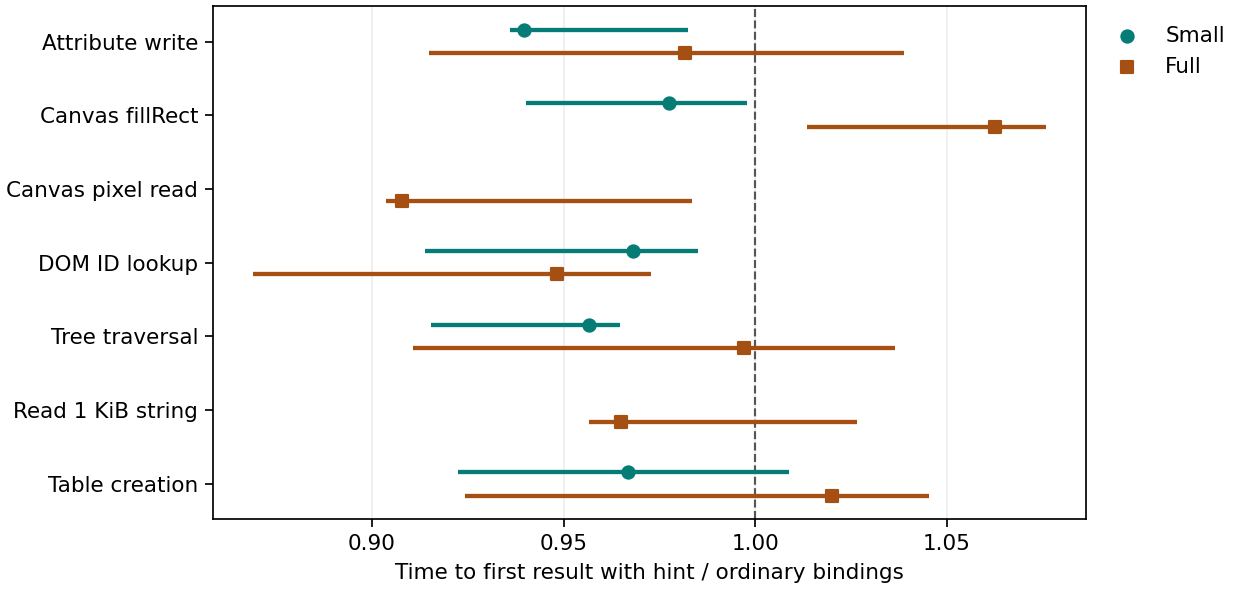 Attribute write
Canvas fillRect
Canvas pixel read
DOM ID lookup
Tree traversal
Read 1 KiB string
Table creation
0.90 0.95 1.00 1.05
Time to first result with hint / ordinary bindings
Small
Full